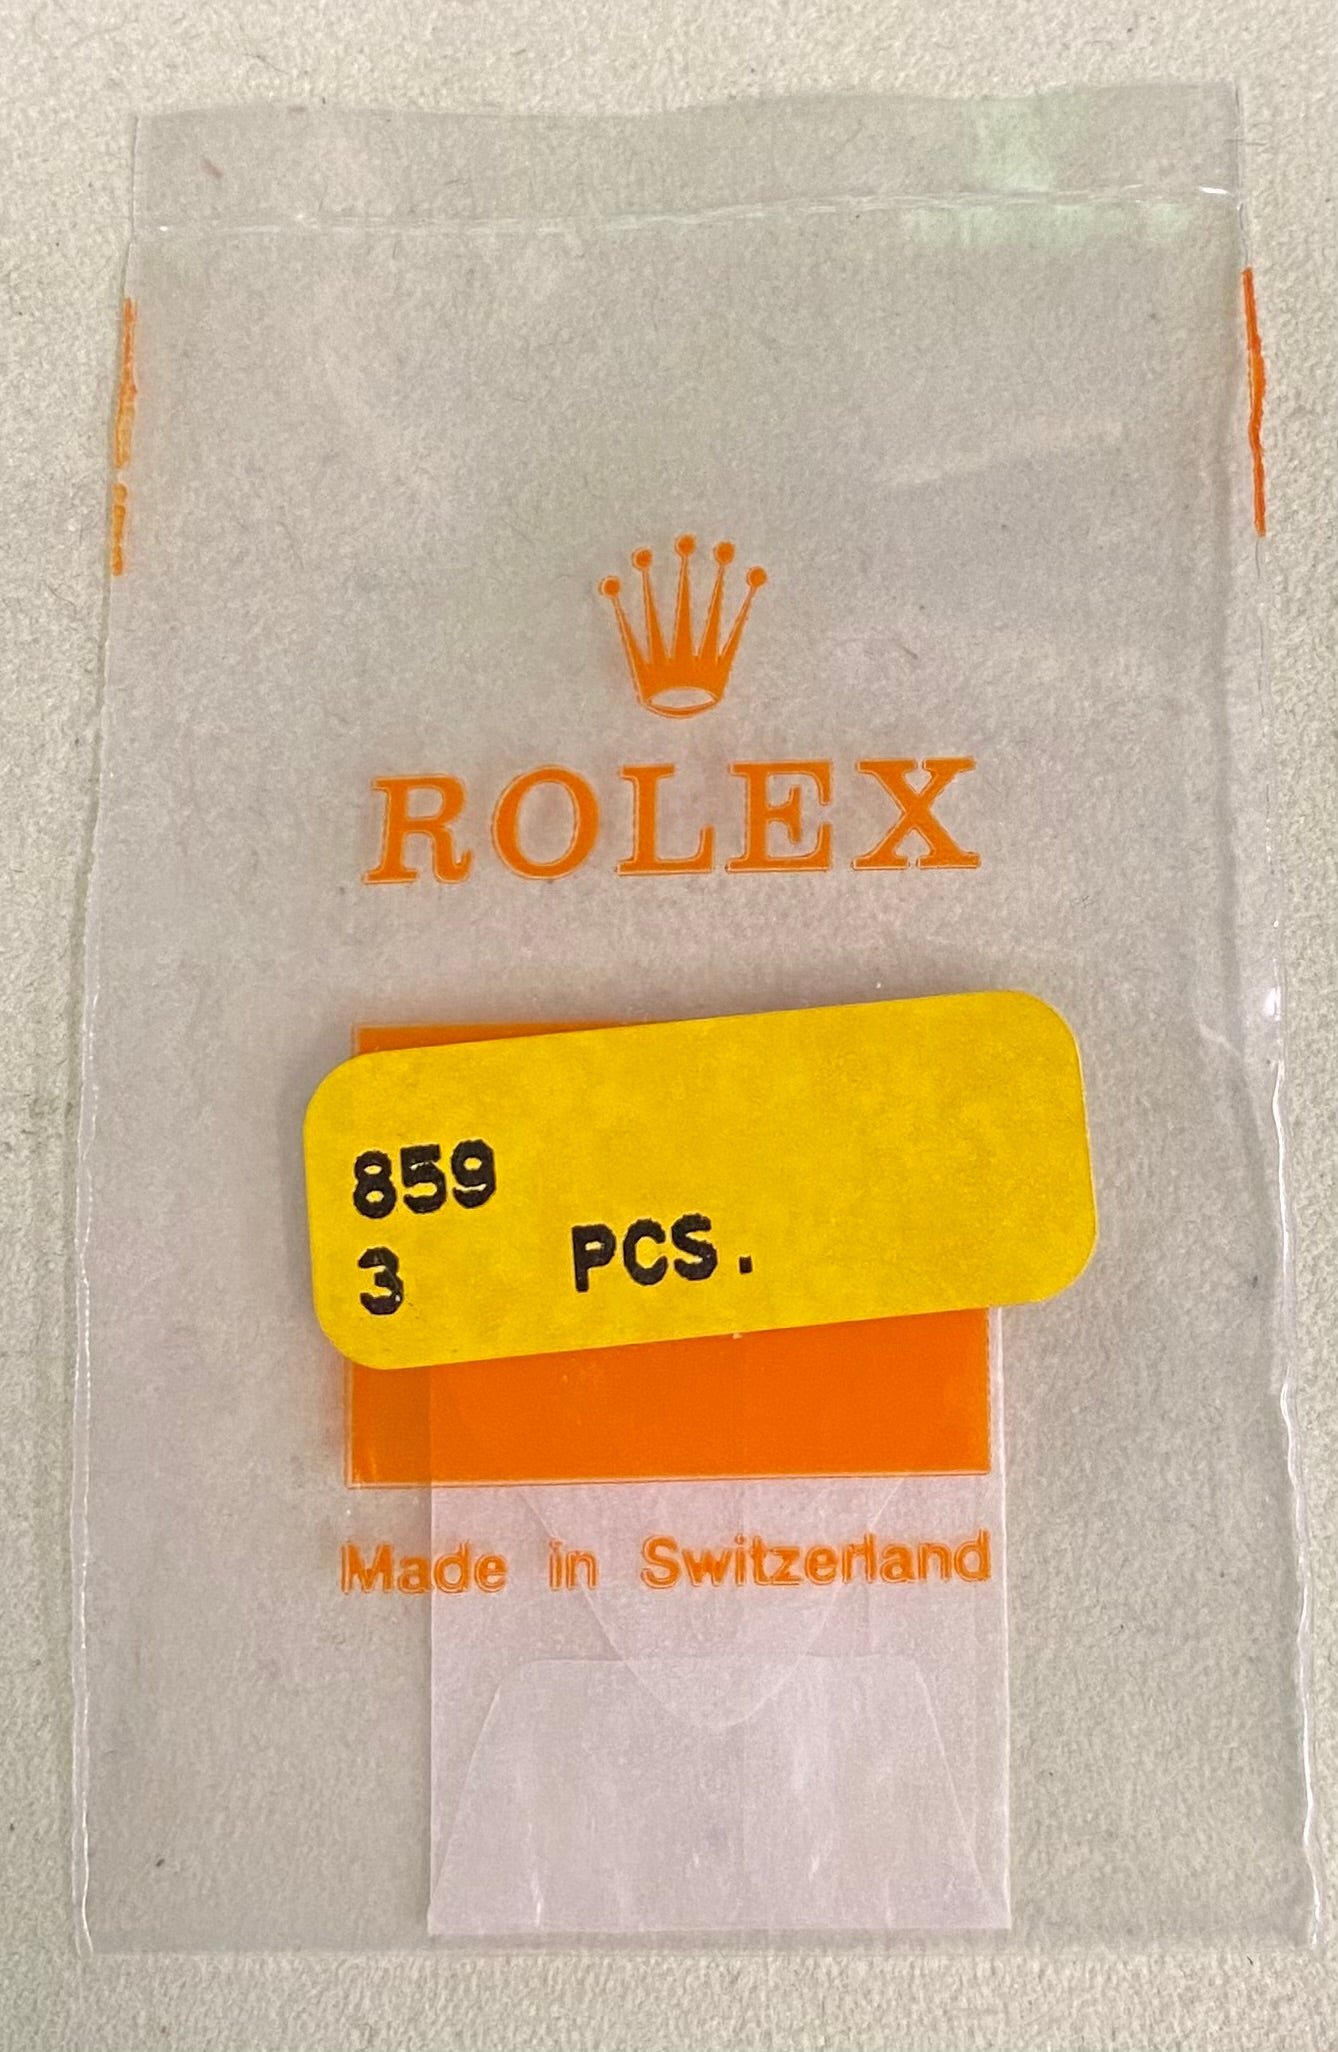 ROLEX
859
3 PCS.
Made in Switzerland